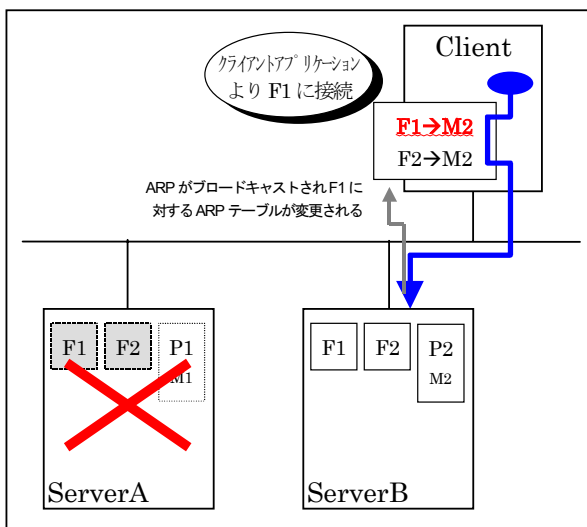 Client
クライアントアプリケーション
より F1 に接続
F1→M2
F2→M2
ARP がブロードキャストされ F1 に
対する ARP テーブルが変更される
F1
F2
P1
M1
ServerA
F1
F2
P2
M2
ServerB